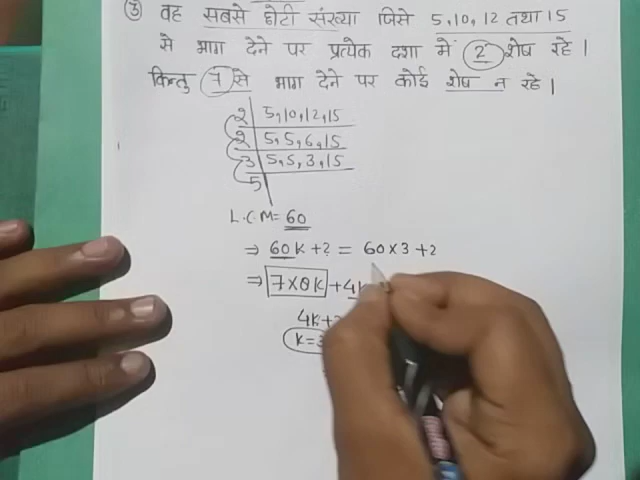 ③ वह सबसे छोटी संख्या जिसे 5,10,12 तथा 15
से भाग देने पर प्रत्येक दशा में 2 शेष रहे।
किन्तु 7 से भाग देने पर कोई शेष न रहे।
2 | 5,10,12,15
2 | 5,5,6,15
3 | 5,5,3,15
5 |
L.C.M= 60
⇒ 60K+2 = 60×3+2
⇒ 7×8K +4K
4K+2
K=3